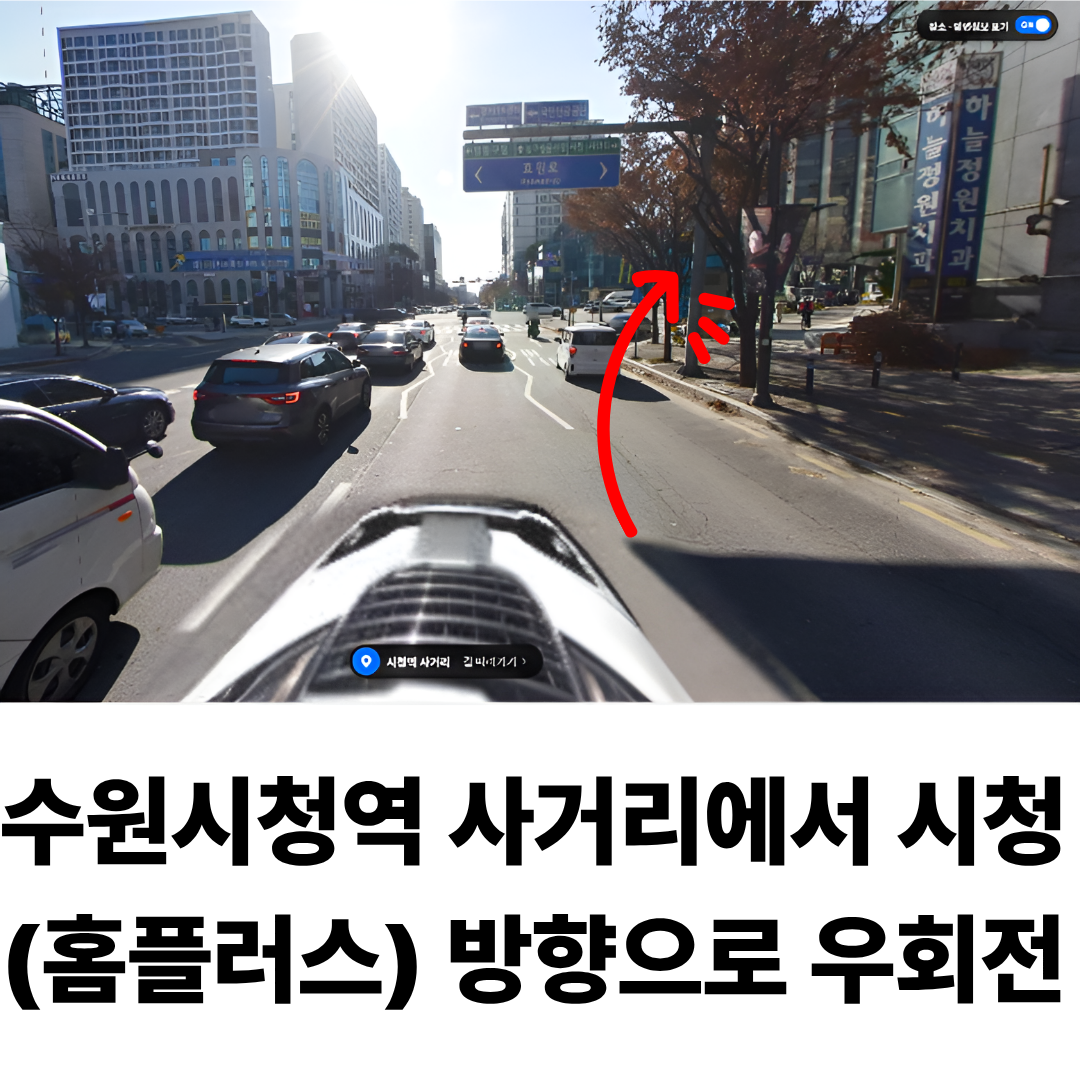 효원로
하늘정원치과
하늘정원치과
시청역 사거리
수원시청역 사거리에서 시청
(홈플러스) 방향으로 우회전